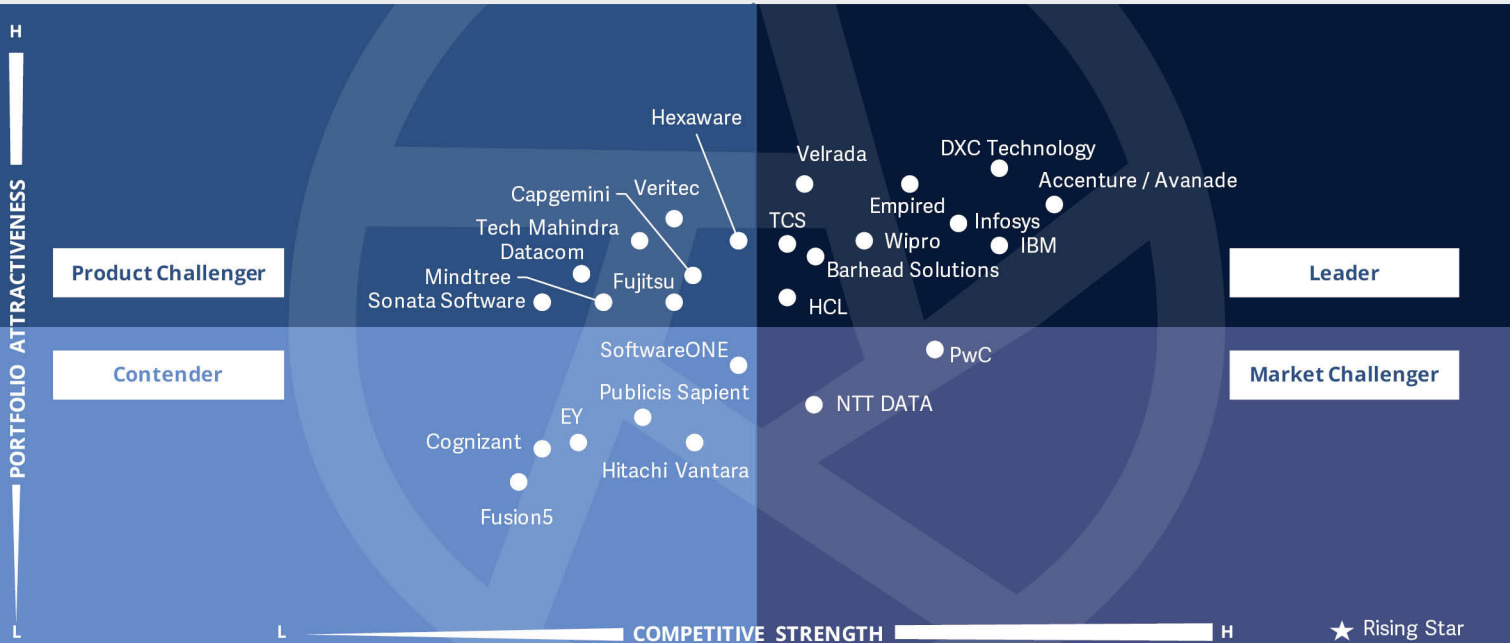 H
Hexaware
Velrada
DXC Technology
Accenture / Avanade
Capgemini
Veritec
Empired
Tech Mahindra
TCS
Infosys
Datacom
Wipro
IBM
Mindtree
Fujitsu
Barhead Solutions
Product Challenger
Leader
Sonata Software
HCL
PORTFOLIO ATTRACTIVENESS
SoftwareONE
PwC
Contender
Market Challenger
Publicis Sapient
NTT DATA
EY
Cognizant
Hitachi Vantara
Fusion5
L
L
COMPETITIVE STRENGTH
H
Rising Star